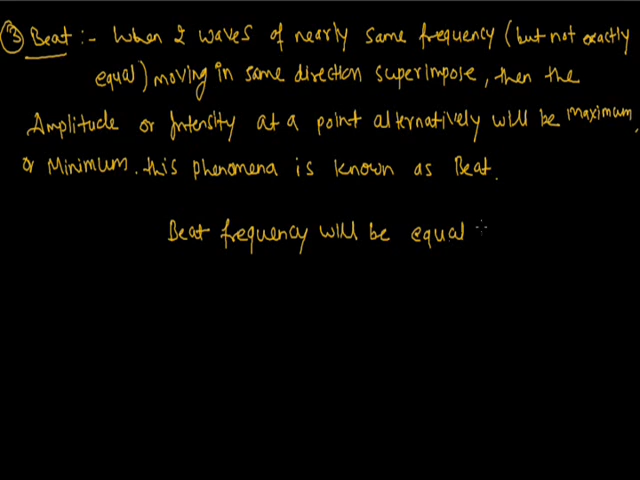 ③ Beat :- When 2 waves of nearly same frequency (but not exactly
equal) moving in same direction superimpose, then the
Amplitude or Intensity at a point alternatively will be maximum,
or Minimum. this phenomena is known as Beat.
Beat frequency will be equal